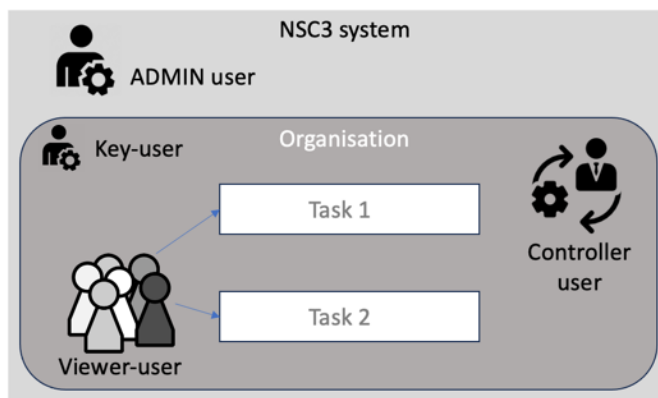 NSC3 system
ADMIN user
Key-user
Organisation
Task 1
Controller
user
Task 2
Viewer-user